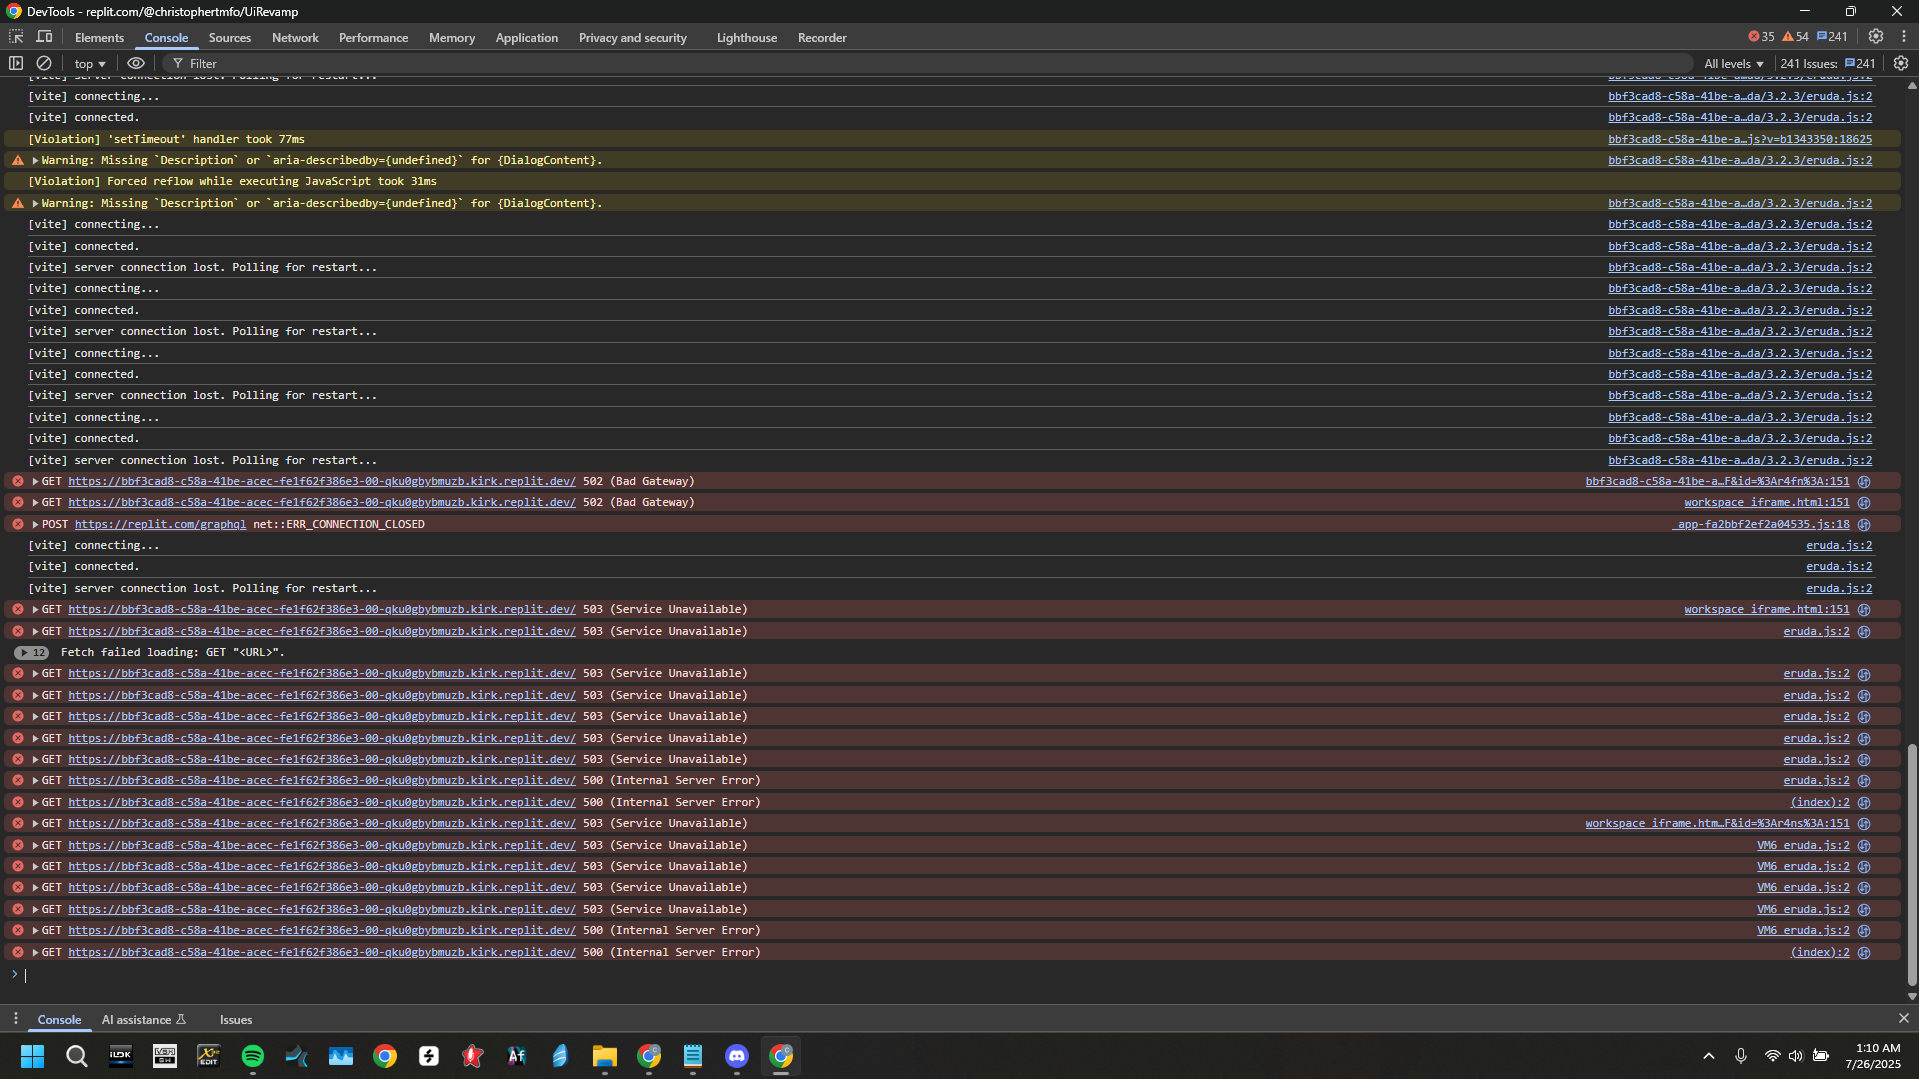 DevTools - replit.com/@christophertmfo/UiRevamp
Elements Console Sources Network Performance Memory Application Privacy and security Lighthouse Recorder 35 54 241
top Filter All levels 241 Issues: 241
[vite] server connection lost. Polling for restart... bbf3cad8-c58a-41be-a…da/3.2.3/eruda.js:2
[vite] connecting... bbf3cad8-c58a-41be-a…da/3.2.3/eruda.js:2
[vite] connected. bbf3cad8-c58a-41be-a…da/3.2.3/eruda.js:2
[Violation] 'setTimeout' handler took 77ms bbf3cad8-c58a-41be-a…js?v=b1343350:18625
Warning: Missing `Description` or `aria-describedby={undefined}` for {DialogContent}. bbf3cad8-c58a-41be-a…da/3.2.3/eruda.js:2
[Violation] Forced reflow while executing JavaScript took 31ms
Warning: Missing `Description` or `aria-describedby={undefined}` for {DialogContent}. bbf3cad8-c58a-41be-a…da/3.2.3/eruda.js:2
[vite] connecting... bbf3cad8-c58a-41be-a…da/3.2.3/eruda.js:2
[vite] connected. bbf3cad8-c58a-41be-a…da/3.2.3/eruda.js:2
[vite] server connection lost. Polling for restart... bbf3cad8-c58a-41be-a…da/3.2.3/eruda.js:2
[vite] connecting... bbf3cad8-c58a-41be-a…da/3.2.3/eruda.js:2
[vite] connected. bbf3cad8-c58a-41be-a…da/3.2.3/eruda.js:2
[vite] server connection lost. Polling for restart... bbf3cad8-c58a-41be-a…da/3.2.3/eruda.js:2
[vite] connecting... bbf3cad8-c58a-41be-a…da/3.2.3/eruda.js:2
[vite] connected. bbf3cad8-c58a-41be-a…da/3.2.3/eruda.js:2
[vite] server connection lost. Polling for restart... bbf3cad8-c58a-41be-a…da/3.2.3/eruda.js:2
[vite] connecting... bbf3cad8-c58a-41be-a…da/3.2.3/eruda.js:2
[vite] connected. bbf3cad8-c58a-41be-a…da/3.2.3/eruda.js:2
[vite] server connection lost. Polling for restart... bbf3cad8-c58a-41be-a…da/3.2.3/eruda.js:2
GET https://bbf3cad8-c58a-41be-acec-fe1f62f386e3-00-qku0gbybmuzb.kirk.replit.dev/ 502 (Bad Gateway) bbf3cad8-c58a-41be-a…F&id=%3Ar4fn%3A:151
GET https://bbf3cad8-c58a-41be-acec-fe1f62f386e3-00-qku0gbybmuzb.kirk.replit.dev/ 502 (Bad Gateway) workspace_iframe.html:151
POST https://replit.com/graphql net::ERR_CONNECTION_CLOSED _app-fa2bbf2ef2a04535.js:18
[vite] connecting... eruda.js:2
[vite] connected. eruda.js:2
[vite] server connection lost. Polling for restart... eruda.js:2
GET https://bbf3cad8-c58a-41be-acec-fe1f62f386e3-00-qku0gbybmuzb.kirk.replit.dev/ 503 (Service Unavailable) workspace_iframe.html:151
GET https://bbf3cad8-c58a-41be-acec-fe1f62f386e3-00-qku0gbybmuzb.kirk.replit.dev/ 503 (Service Unavailable) eruda.js:2
12 Fetch failed loading: GET "<URL>".
GET https://bbf3cad8-c58a-41be-acec-fe1f62f386e3-00-qku0gbybmuzb.kirk.replit.dev/ 503 (Service Unavailable) eruda.js:2
GET https://bbf3cad8-c58a-41be-acec-fe1f62f386e3-00-qku0gbybmuzb.kirk.replit.dev/ 503 (Service Unavailable) eruda.js:2
GET https://bbf3cad8-c58a-41be-acec-fe1f62f386e3-00-qku0gbybmuzb.kirk.replit.dev/ 503 (Service Unavailable) eruda.js:2
GET https://bbf3cad8-c58a-41be-acec-fe1f62f386e3-00-qku0gbybmuzb.kirk.replit.dev/ 503 (Service Unavailable) eruda.js:2
GET https://bbf3cad8-c58a-41be-acec-fe1f62f386e3-00-qku0gbybmuzb.kirk.replit.dev/ 503 (Service Unavailable) eruda.js:2
GET https://bbf3cad8-c58a-41be-acec-fe1f62f386e3-00-qku0gbybmuzb.kirk.replit.dev/ 500 (Internal Server Error) eruda.js:2
GET https://bbf3cad8-c58a-41be-acec-fe1f62f386e3-00-qku0gbybmuzb.kirk.replit.dev/ 500 (Internal Server Error) (index):2
GET https://bbf3cad8-c58a-41be-acec-fe1f62f386e3-00-qku0gbybmuzb.kirk.replit.dev/ 503 (Service Unavailable) workspace_iframe.htm…F&id=%3Ar4ns%3A:151
GET https://bbf3cad8-c58a-41be-acec-fe1f62f386e3-00-qku0gbybmuzb.kirk.replit.dev/ 503 (Service Unavailable) VM6 eruda.js:2
GET https://bbf3cad8-c58a-41be-acec-fe1f62f386e3-00-qku0gbybmuzb.kirk.replit.dev/ 503 (Service Unavailable) VM6 eruda.js:2
GET https://bbf3cad8-c58a-41be-acec-fe1f62f386e3-00-qku0gbybmuzb.kirk.replit.dev/ 503 (Service Unavailable) VM6 eruda.js:2
GET https://bbf3cad8-c58a-41be-acec-fe1f62f386e3-00-qku0gbybmuzb.kirk.replit.dev/ 503 (Service Unavailable) VM6 eruda.js:2
GET https://bbf3cad8-c58a-41be-acec-fe1f62f386e3-00-qku0gbybmuzb.kirk.replit.dev/ 500 (Internal Server Error) VM6 eruda.js:2
GET https://bbf3cad8-c58a-41be-acec-fe1f62f386e3-00-qku0gbybmuzb.kirk.replit.dev/ 500 (Internal Server Error) (index):2
Console AI assistance Issues
1:10 AM
7/26/2025